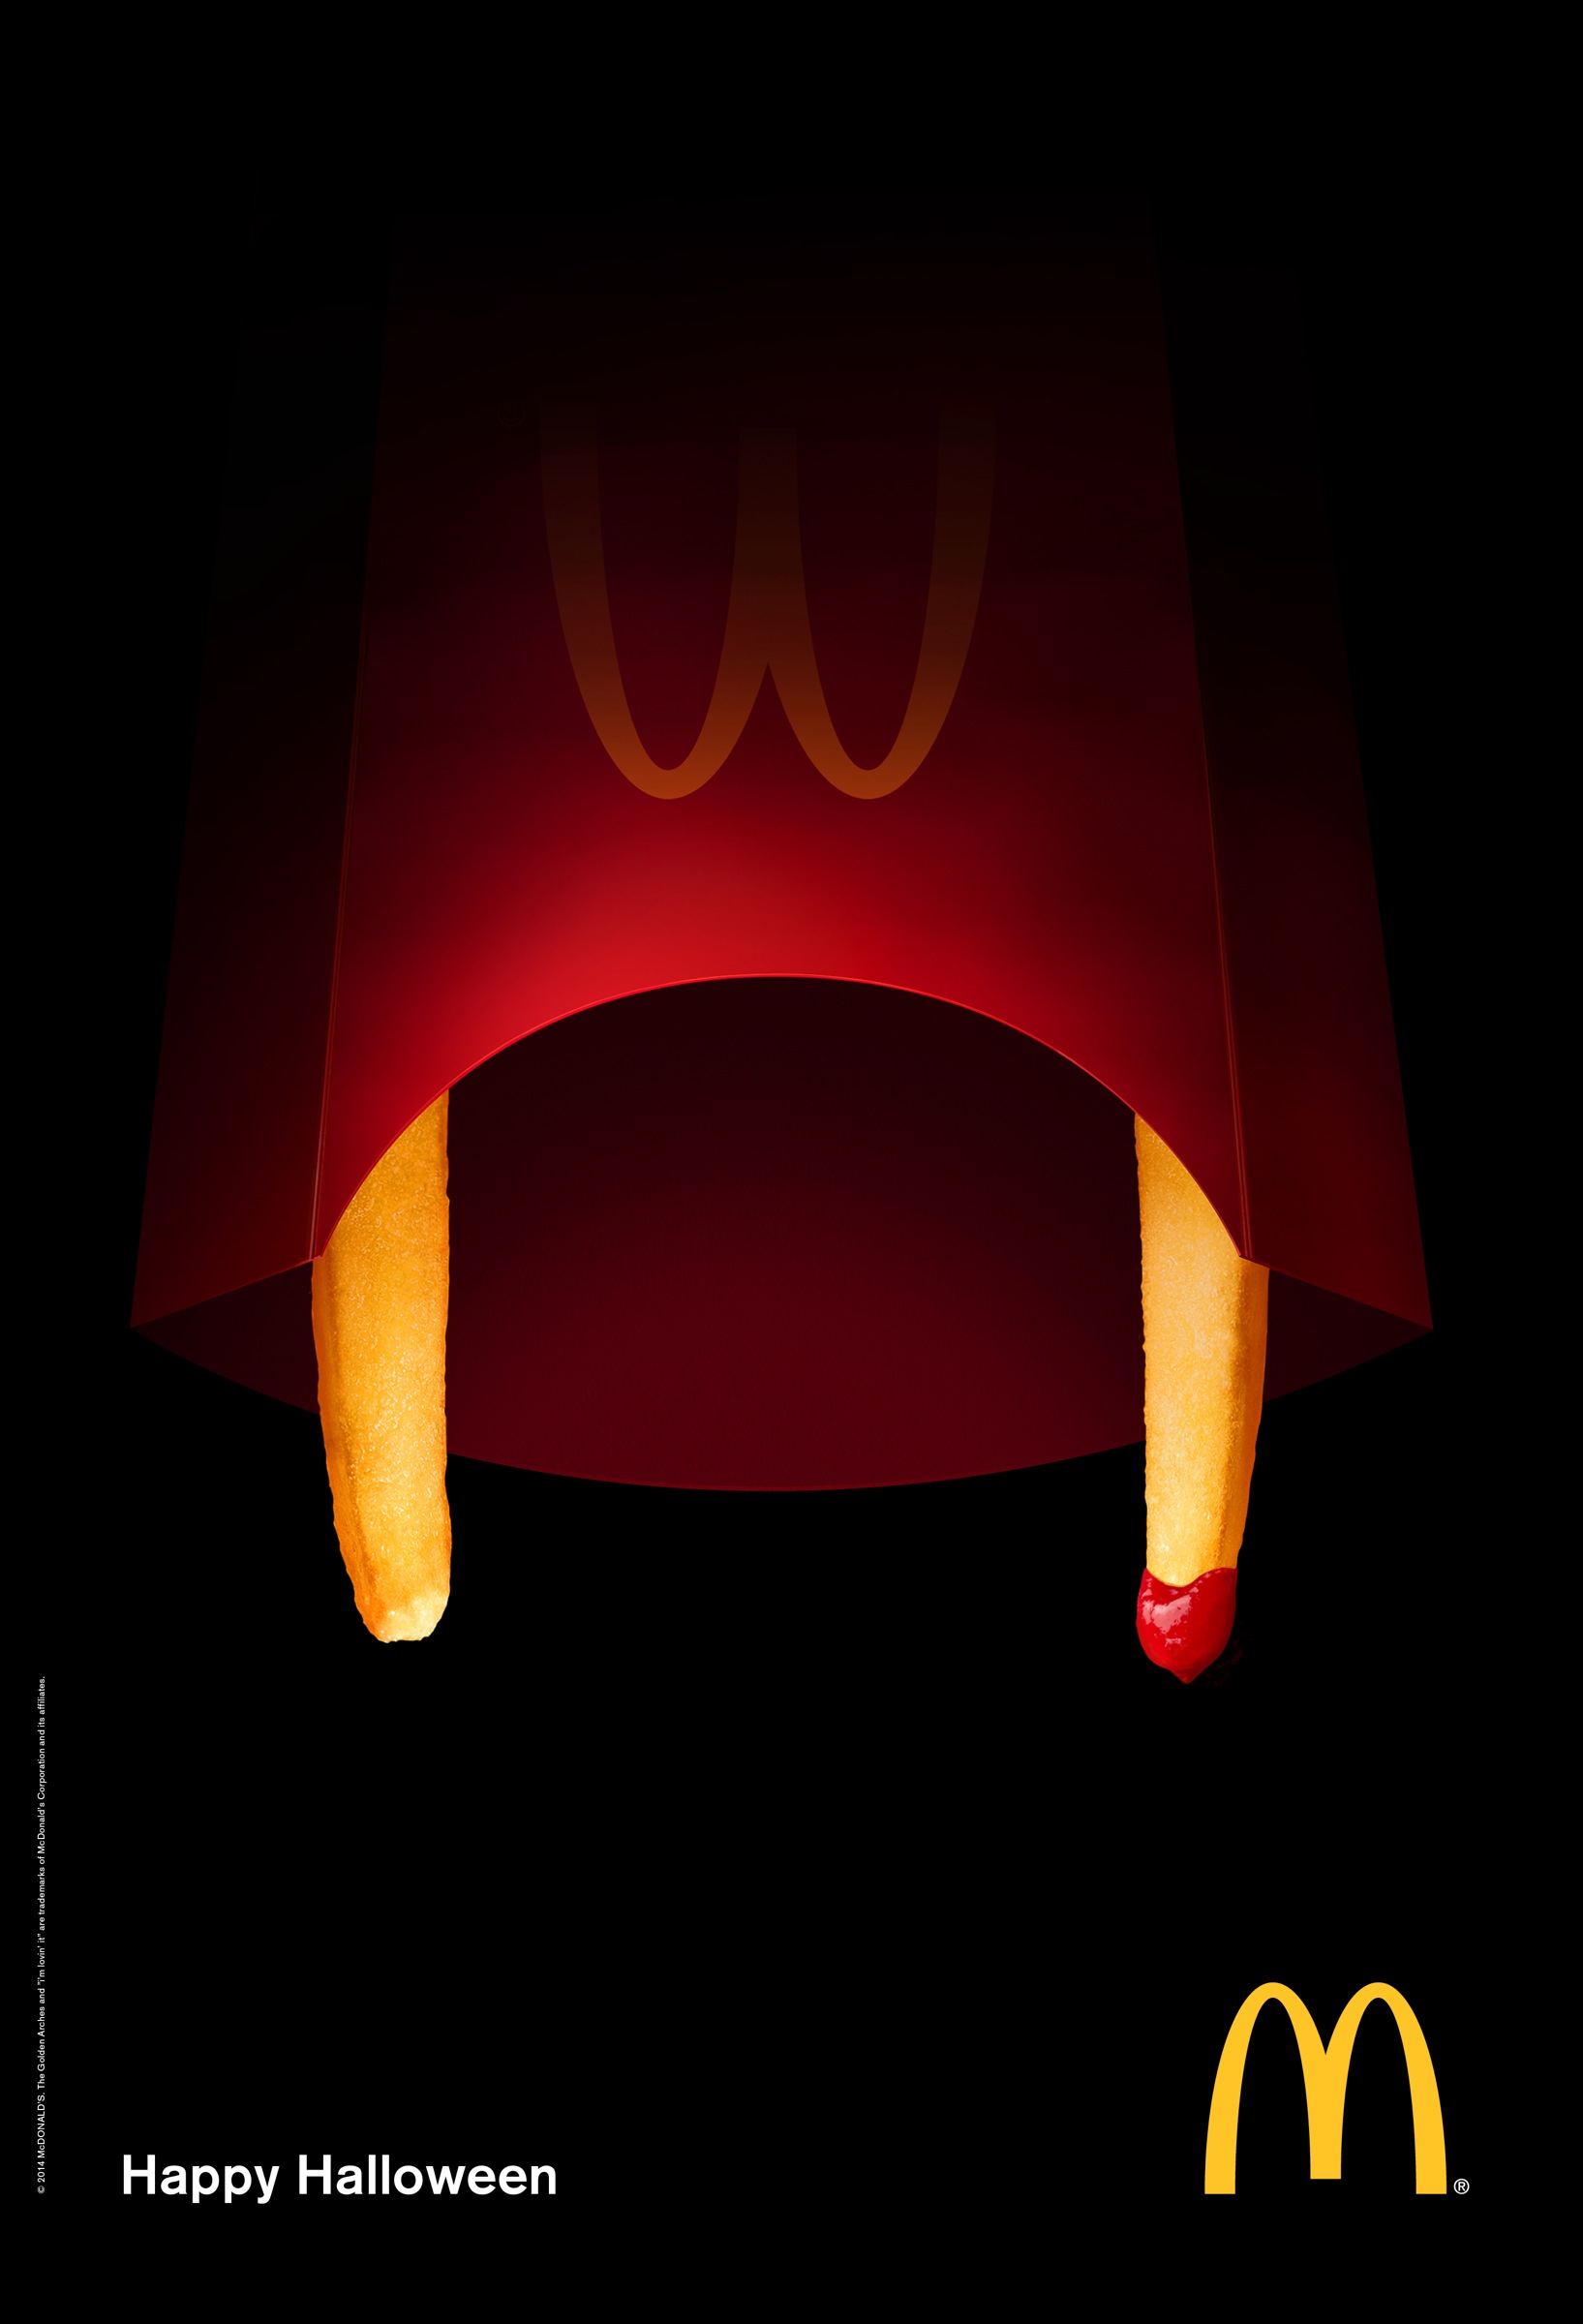 © 2014 McDONALD'S. The Golden Arches and "i'm lovin' it" are trademarks of McDonald's Corporation and its affiliates.
Happy Halloween
®